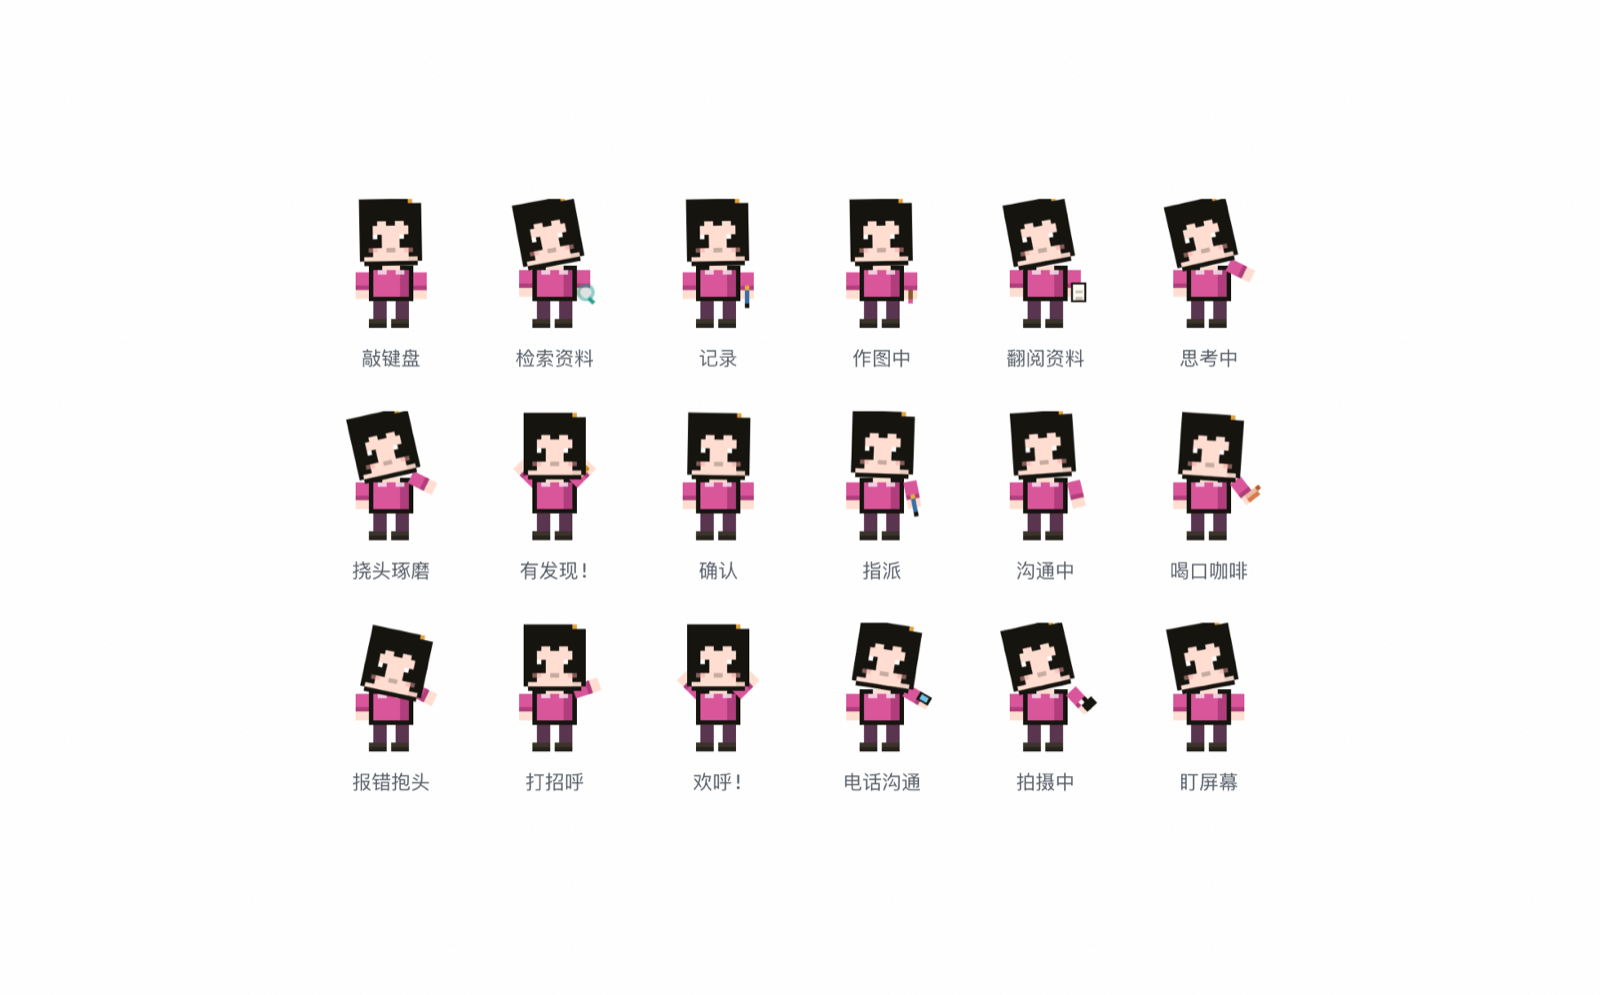 敲键盘
检索资料
记录
作图中
翻阅资料
思考中
挠头琢磨
有发现！
确认
指派
沟通中
喝口咖啡
报错抱头
打招呼
欢呼！
电话沟通
拍摄中
盯屏幕